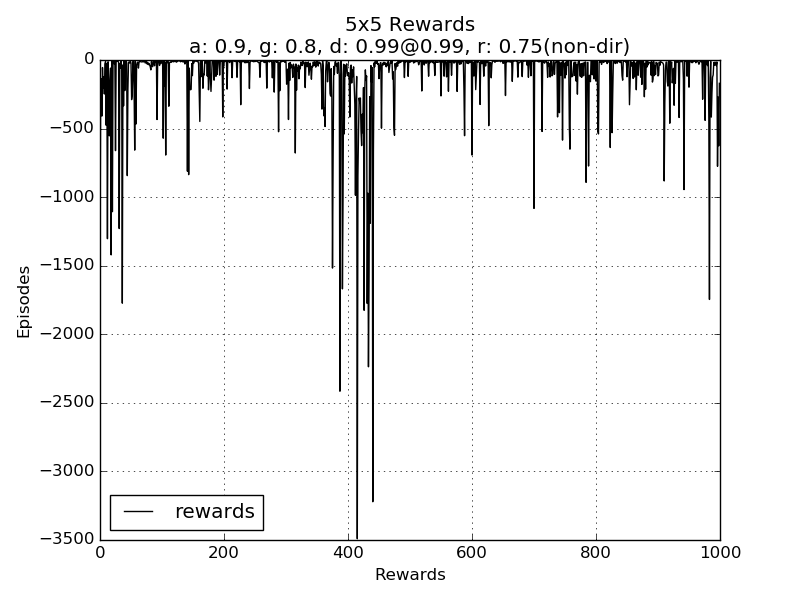 5x5 Rewards
a: 0.9, g: 0.8, d: 0.99@0.99, r: 0.75(non-dir)
0
−500
−1000
−1500
−2000
−2500
−3000
−3500
Episodes
rewards
0 200 400 600 800 1000
Rewards